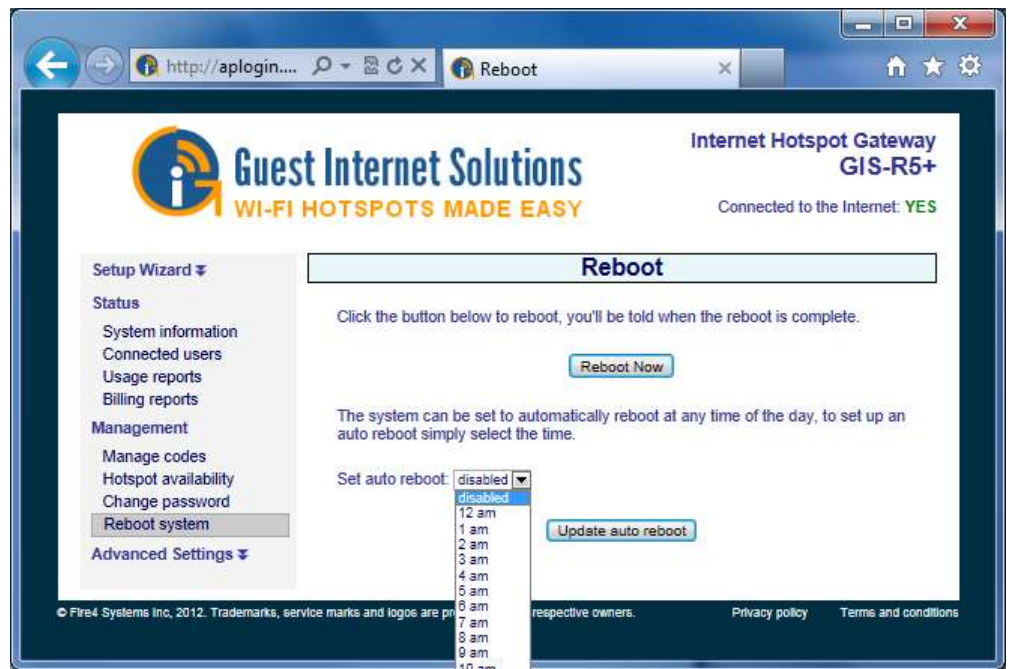 http://aplogin....
Reboot
Guest Internet Solutions
WI-FI HOTSPOTS MADE EASY
Internet Hotspot Gateway
GIS-R5+
Connected to the Internet: YES
Setup Wizard
Status
System information
Connected users
Usage reports
Billing reports
Management
Manage codes
Hotspot availability
Change password
Reboot system
Advanced Settings
Reboot
Click the button below to reboot, you'll be told when the reboot is complete.
Reboot Now
The system can be set to automatically reboot at any time of the day, to set up an
auto reboot simply select the time.
Set auto reboot: disabled
disabled
12 am
1 am
2 am
3 am
4 am
5 am
6 am
7 am
8 am
9 am
10 am
Update auto reboot
© Fire4 Systems Inc, 2012. Trademarks, service marks and logos are respective owners.
Privacy policy
Terms and conditions